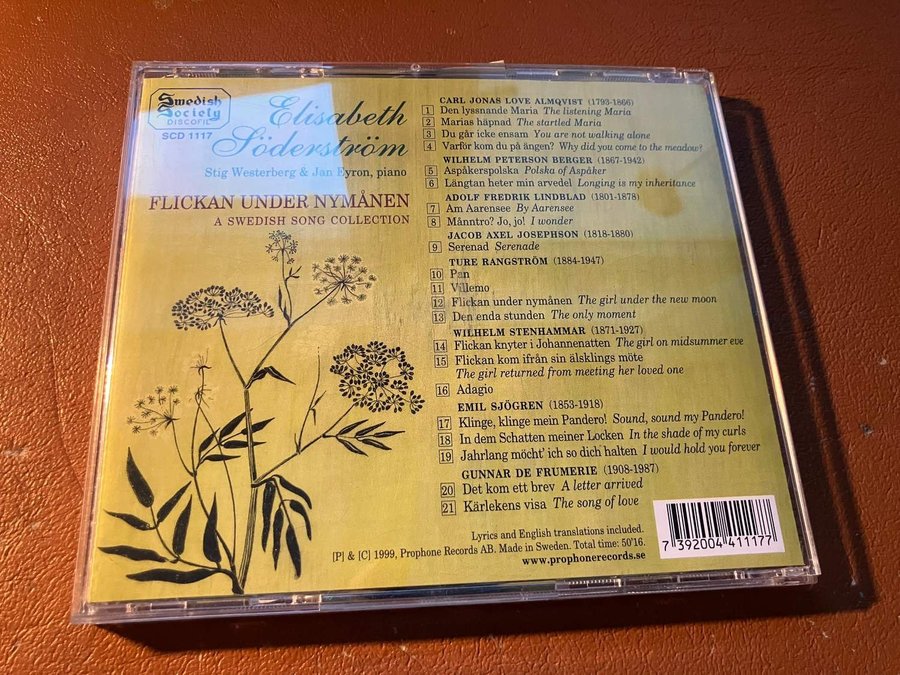 Swedish
Society
DISCOFIL
SCD 1117
Elisabeth
Söderström
Stig Westerberg & Jan Eyron, piano
FLICKAN UNDER NYMÅNEN
A SWEDISH SONG COLLECTION
CARL JONAS LOVE ALMQVIST (1793-1866)
1 Den lyssnande Maria The listening Maria
2 Marias häpnad The startled Maria
3 Du går icke ensam You are not walking alone
4 Varför kom du på ängen? Why did you come to the meadow?
WILHELM PETERSON BERGER (1867-1942)
5 Aspåkerspolska Polska of Aspåker
6 Längtan heter min arvedel Longing is my inheritance
ADOLF FREDRIK LINDBLAD (1801-1878)
7 Am Aarensee By Aarensee
8 Månntro? Jo, jo! I wonder
JACOB AXEL JOSEPHSON (1818-1880)
9 Serenad Serenade
TURE RANGSTRÖM (1884-1947)
10 Pan
11 Villemo
12 Flickan under nymånen The girl under the new moon
13 Den enda stunden The only moment
WILHELM STENHAMMAR (1871-1927)
14 Flickan knyter i Johannenatten The girl on midsummer eve
15 Flickan kom ifrån sin älsklings möte
The girl returned from meeting her loved one
16 Adagio
EMIL SJÖGREN (1853-1918)
17 Klinge, klinge mein Pandero! Sound, sound my Pandero!
18 In dem Schatten meiner Locken In the shade of my curls
19 Jahrlang möcht' ich so dich halten I would hold you forever
GUNNAR DE FRUMERIE (1908-1987)
20 Det kom ett brev A letter arrived
21 Kärlekens visa The song of love
Lyrics and English translations included.
[P] & [C] 1999, Prophone Records AB. Made in Sweden. Total time: 50'16.
www.prophonerecords.se
7 392004 411177